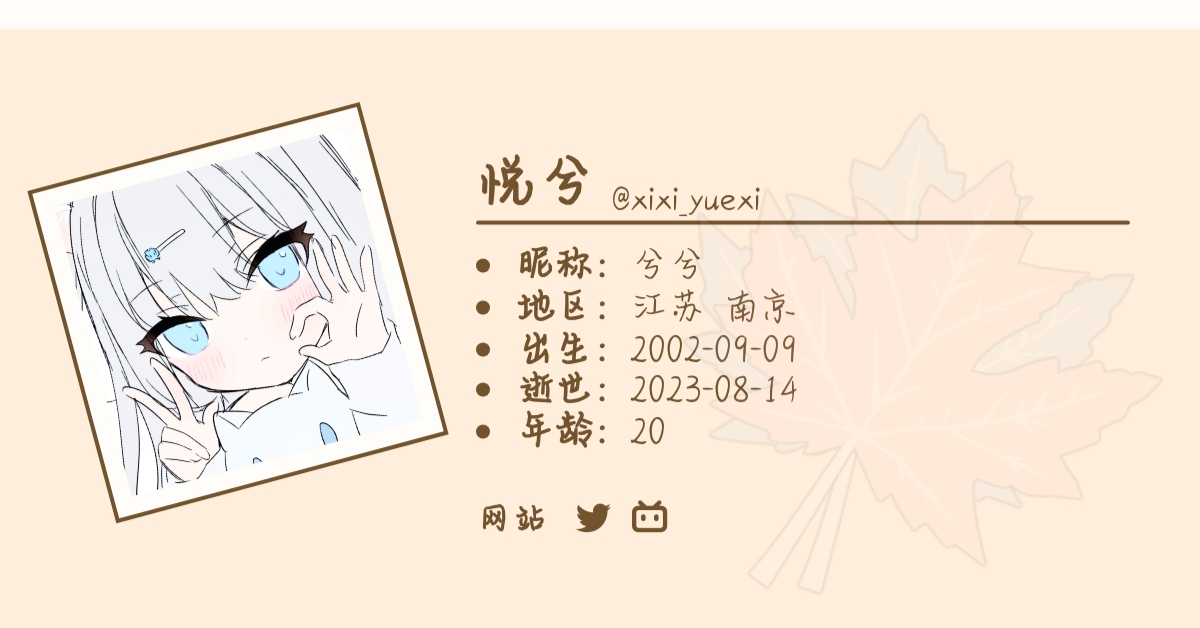 悦兮 @xixi_yuexi
昵称：兮兮
地区：江苏 南京
出生：2002-09-09
逝世：2023-08-14
年龄：20
网站